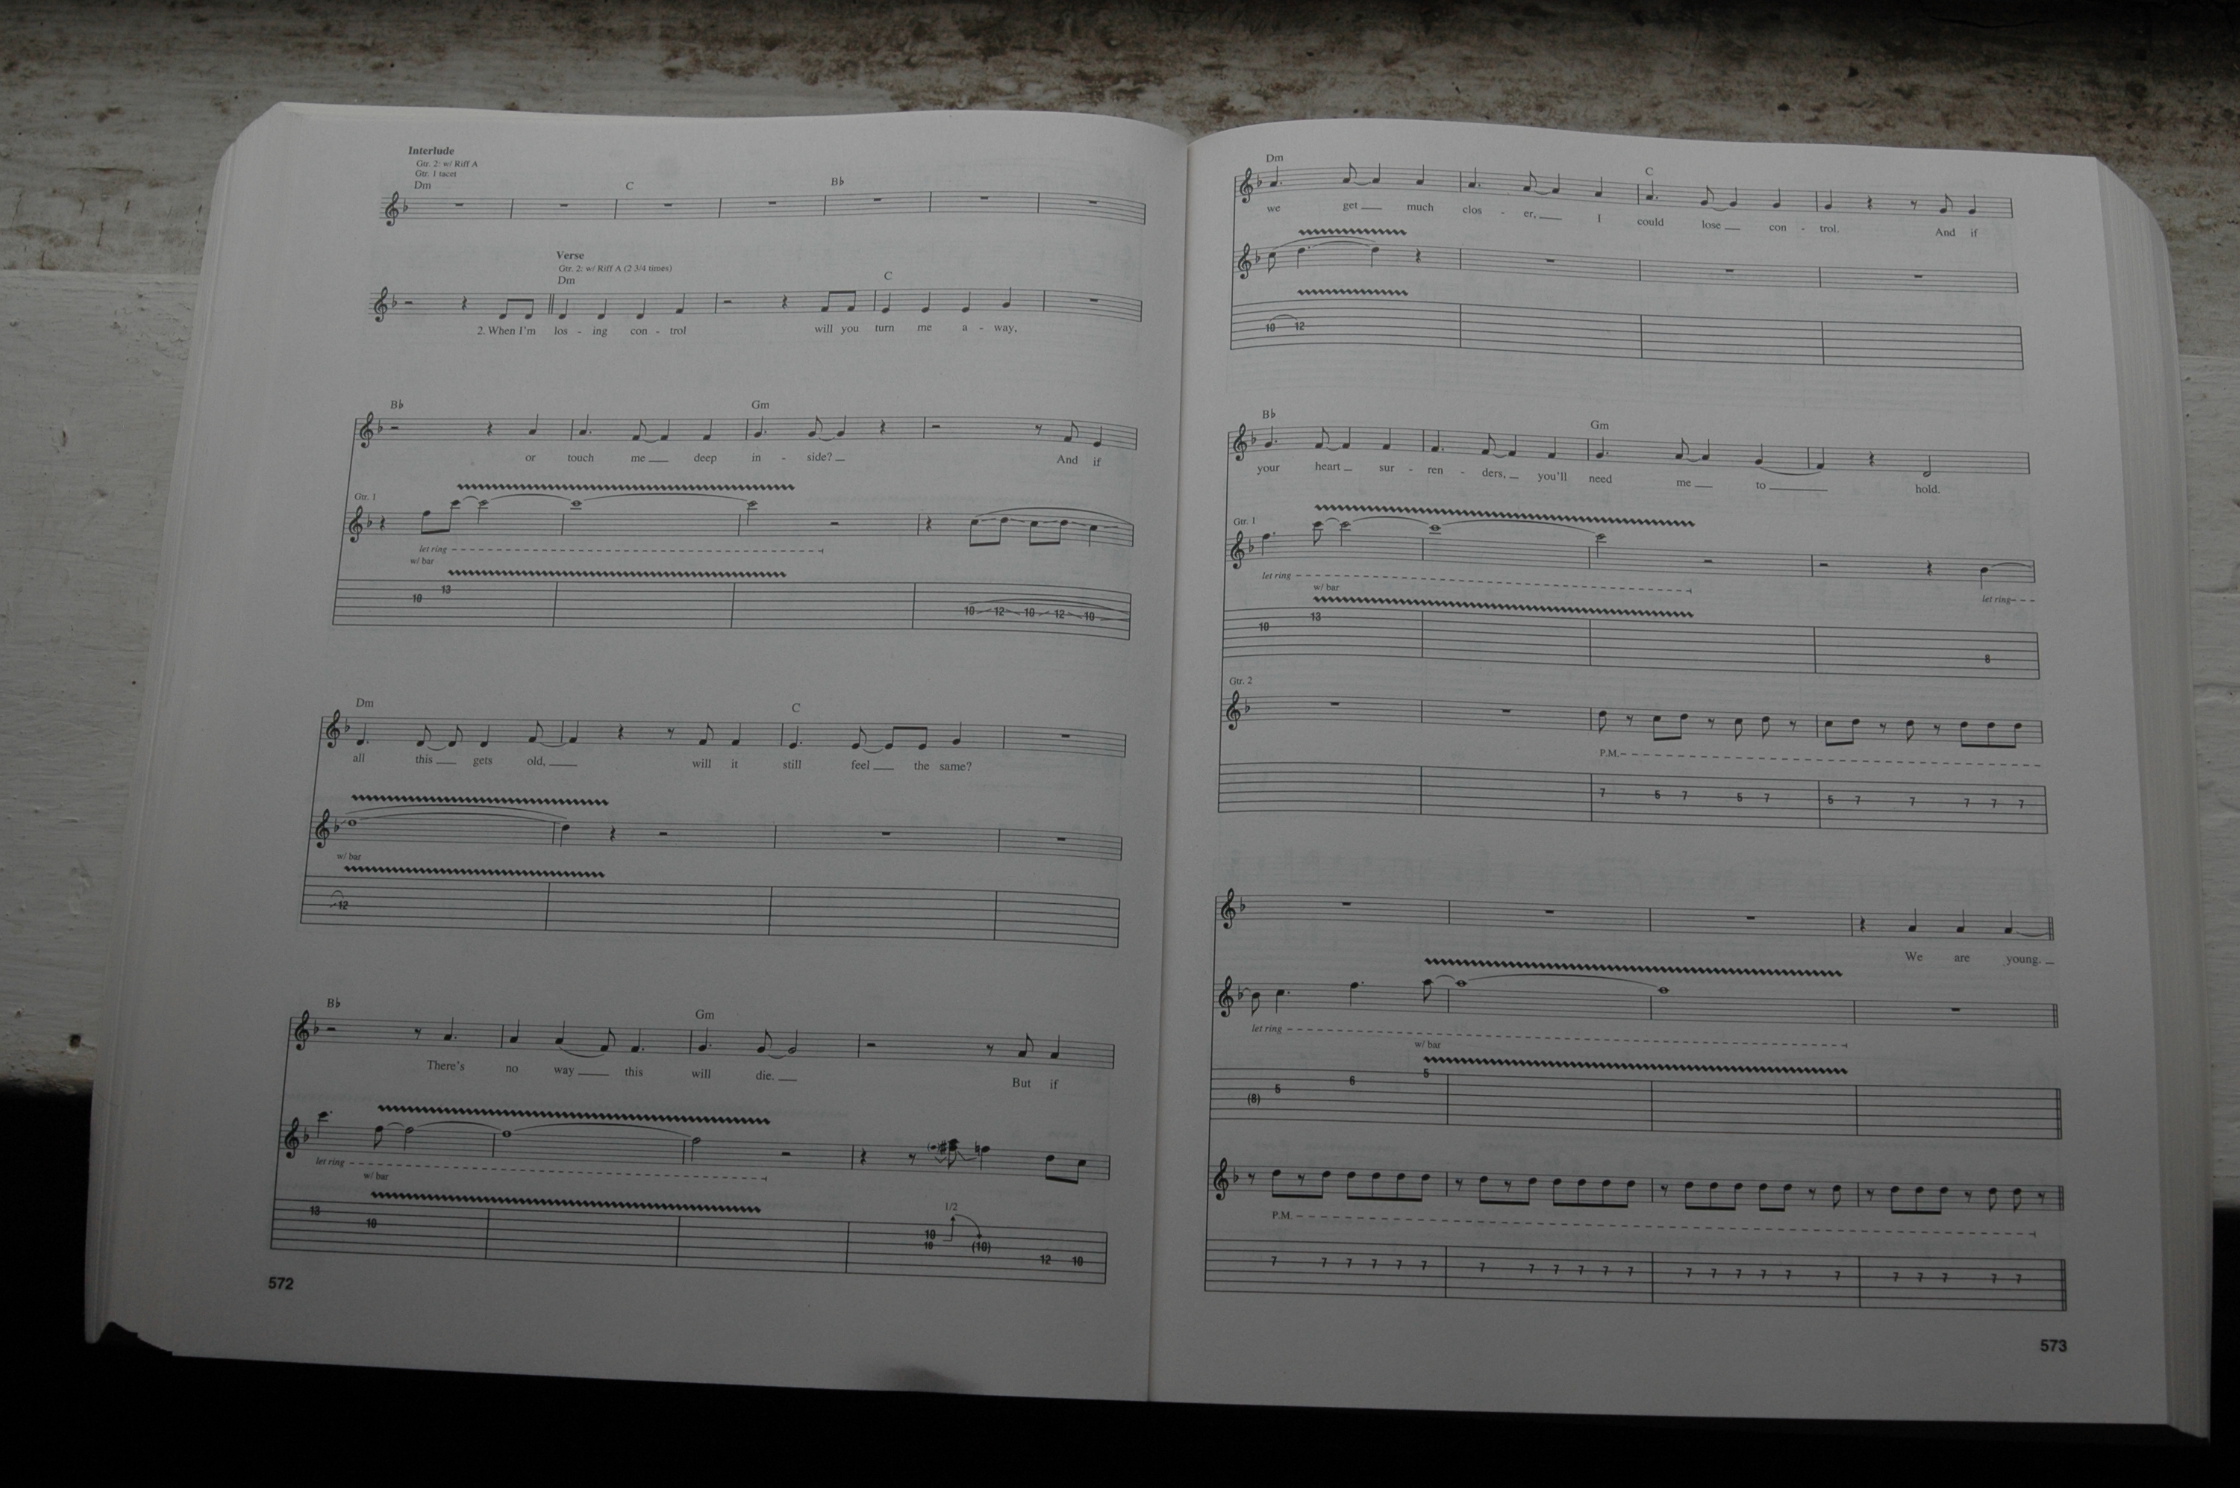 Interlude
Gtr. 2: w/ Riff A
Gtr. 1 tacet
Dm C B♭
Verse
Gtr. 2: w/ Riff A (2 3/4 times)
Dm C
2. When I'm los - ing con - trol will you turn me a - way,
B♭ Gm
or touch me deep in - side? And if
Gtr. 1
let ring
w/ bar
10 13 10 12 10 12 10
Dm C
all this gets old, will it still feel the same?
w/ bar
12
B♭ Gm
There's no way this will die. But if
let ring
w/ bar
1/2
13 10 10 10 (10) 12 10
572
Dm C
we get much clos - er, I could lose con - trol. And if
10 12
B♭ Gm
your heart sur - ren - ders, you'll need me to hold.
Gtr. 1
let ring
w/ bar
let ring
10 13 8
Gtr. 2
P.M.
7 5 7 5 7 5 7 7 7 7 7
We are young.
let ring
w/ bar
(8) 5 6 5
P.M.
7 7 7 7 7 7 7 7 7 7 7 7 7 7 7 7 7 7 7 7 7 7 7
573